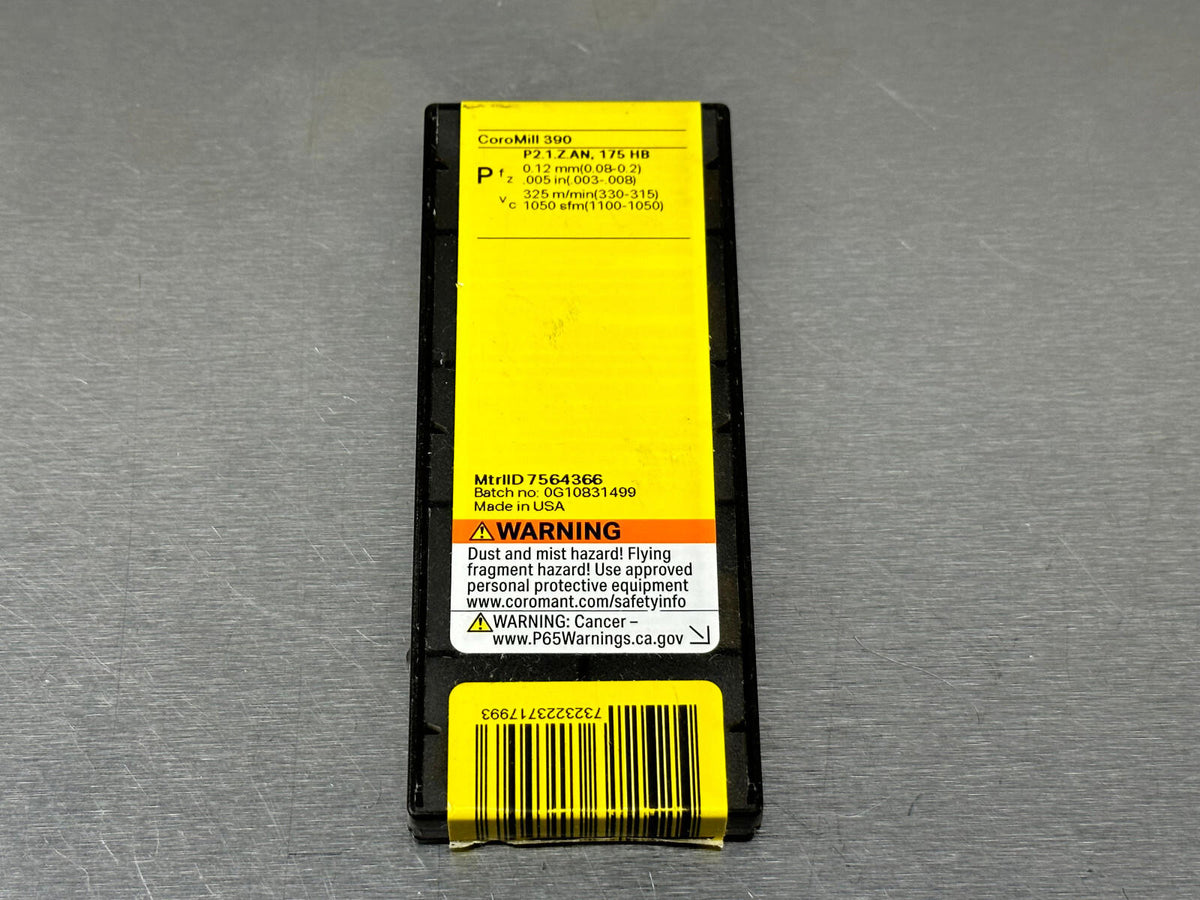 CoroMill 390
P2.1.Z.AN, 175 HB
P fz 0.12 mm(0.08-0.2)
.005 in(.003-.008)
vc 325 m/min(330-315)
1050 sfm(1100-1050)
MtrlID 7564366
Batch no: 0G10831499
Made in USA
WARNING
Dust and mist hazard! Flying
fragment hazard! Use approved
personal protective equipment
www.coromant.com/safetyinfo
WARNING: Cancer –
www.P65Warnings.ca.gov
7323223717993